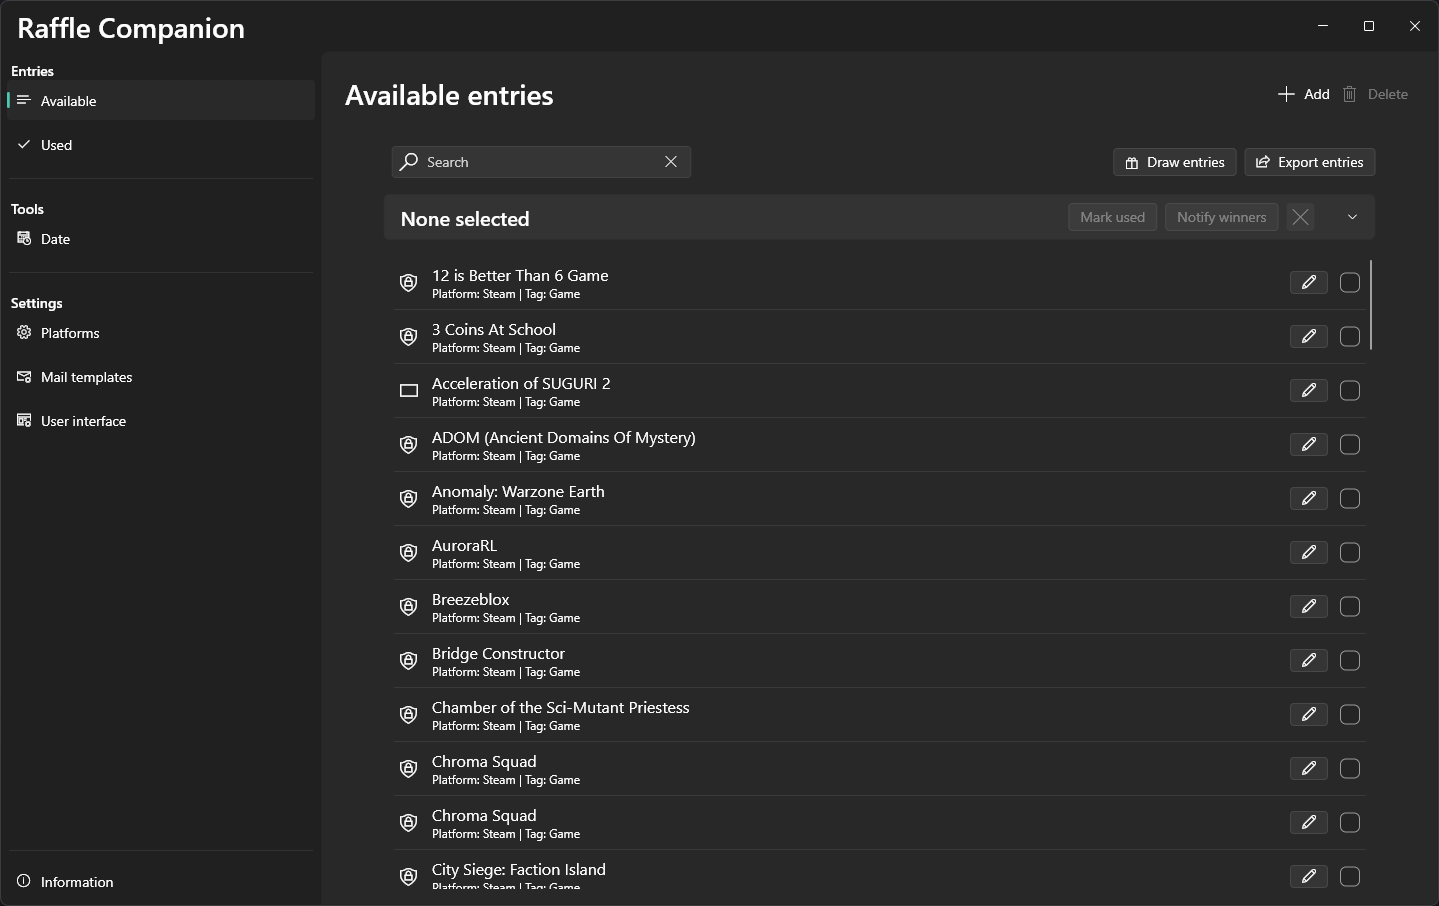 Raffle Companion
Entries
Available
Used
Tools
Date
Settings
Platforms
Mail templates
User interface
Information
Available entries
Add
Delete
Search
Draw entries
Export entries
None selected
Mark used
Notify winners
12 is Better Than 6 Game
Platform: Steam | Tag: Game
3 Coins At School
Platform: Steam | Tag: Game
Acceleration of SUGURI 2
Platform: Steam | Tag: Game
ADOM (Ancient Domains Of Mystery)
Platform: Steam | Tag: Game
Anomaly: Warzone Earth
Platform: Steam | Tag: Game
AuroraRL
Platform: Steam | Tag: Game
Breezeblox
Platform: Steam | Tag: Game
Bridge Constructor
Platform: Steam | Tag: Game
Chamber of the Sci-Mutant Priestess
Platform: Steam | Tag: Game
Chroma Squad
Platform: Steam | Tag: Game
Chroma Squad
Platform: Steam | Tag: Game
City Siege: Faction Island
Platform: Steam | Tag: Game